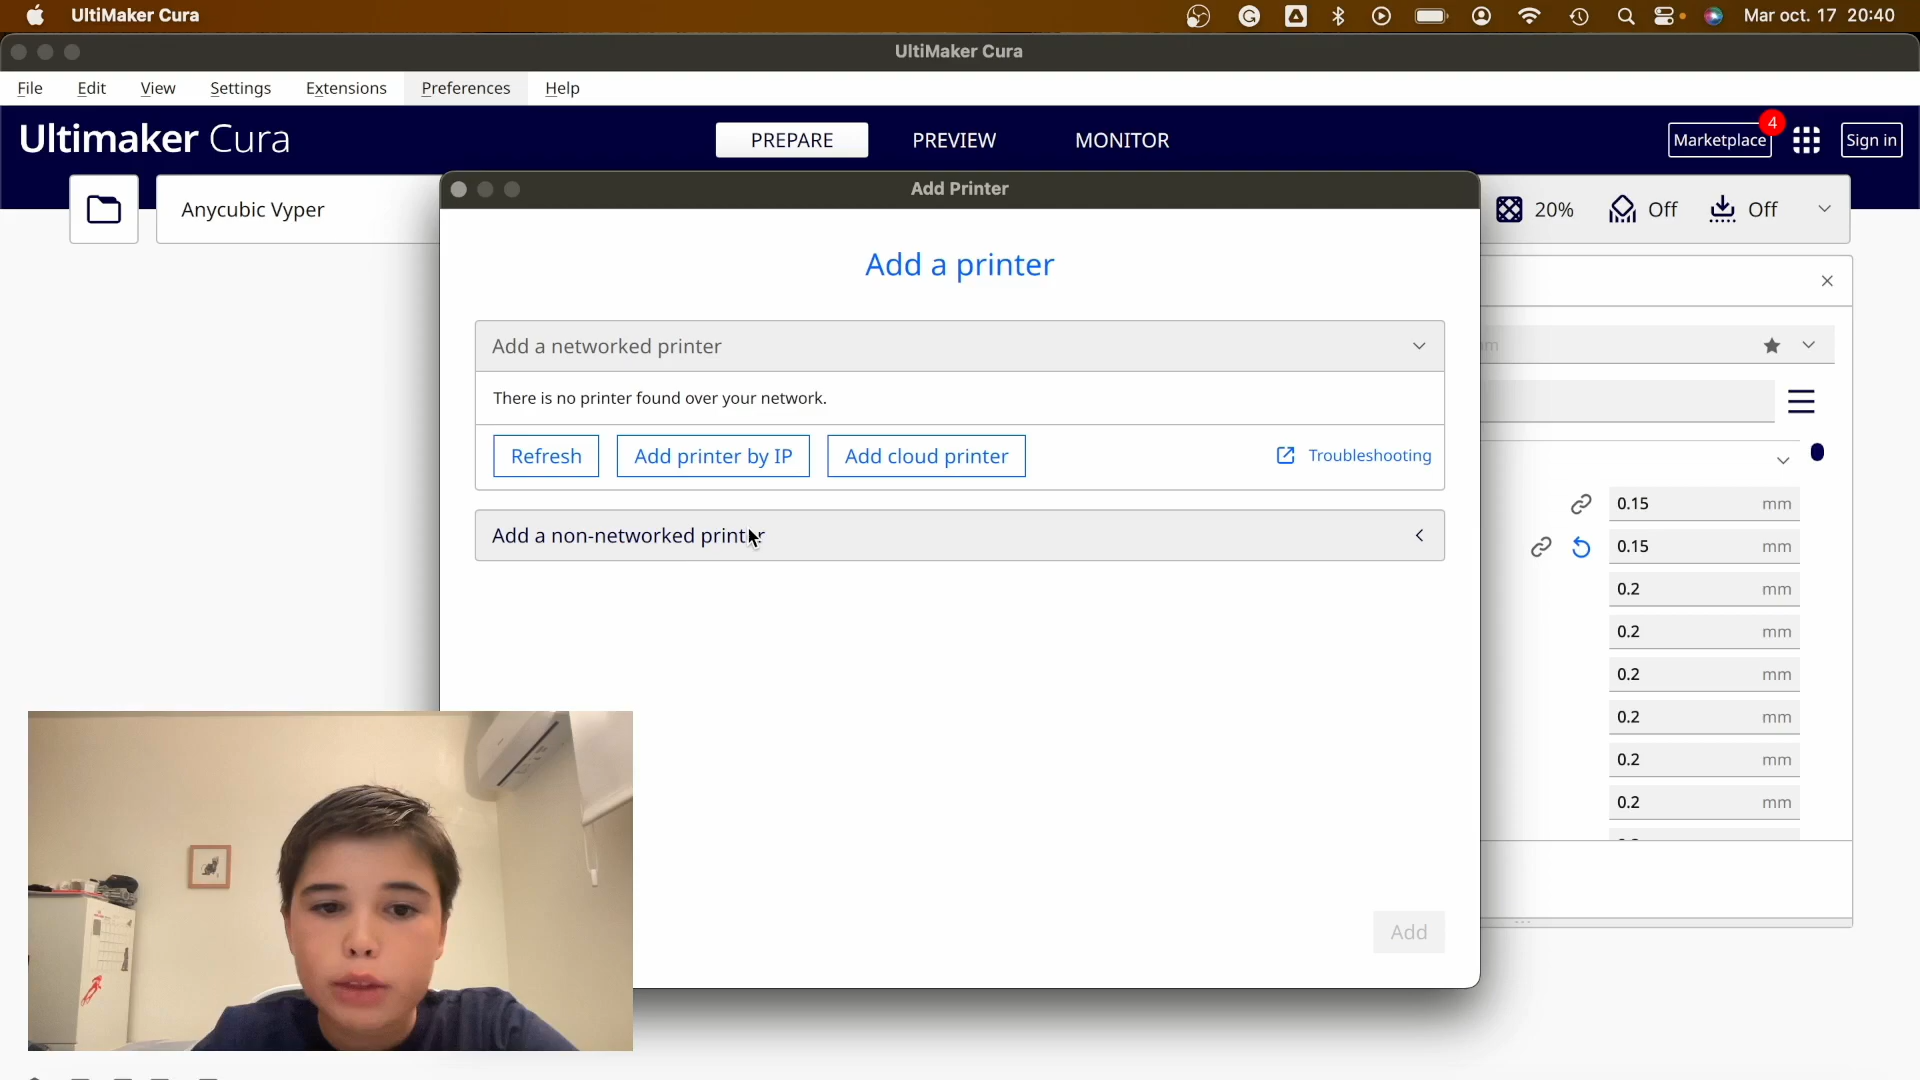 UltiMaker Cura
Mar oct. 17 20:40
UltiMaker Cura
File Edit View Settings Extensions Preferences Help
Ultimaker Cura
PREPARE PREVIEW MONITOR
Marketplace 4 Sign in
Anycubic Vyper
20% Off Off
Add Printer
Add a printer
Add a networked printer
There is no printer found over your network.
Refresh Add printer by IP Add cloud printer Troubleshooting
Add a non-networked printer
Add
m
0.15 mm
0.15 mm
0.2 mm
0.2 mm
0.2 mm
0.2 mm
0.2 mm
0.2 mm